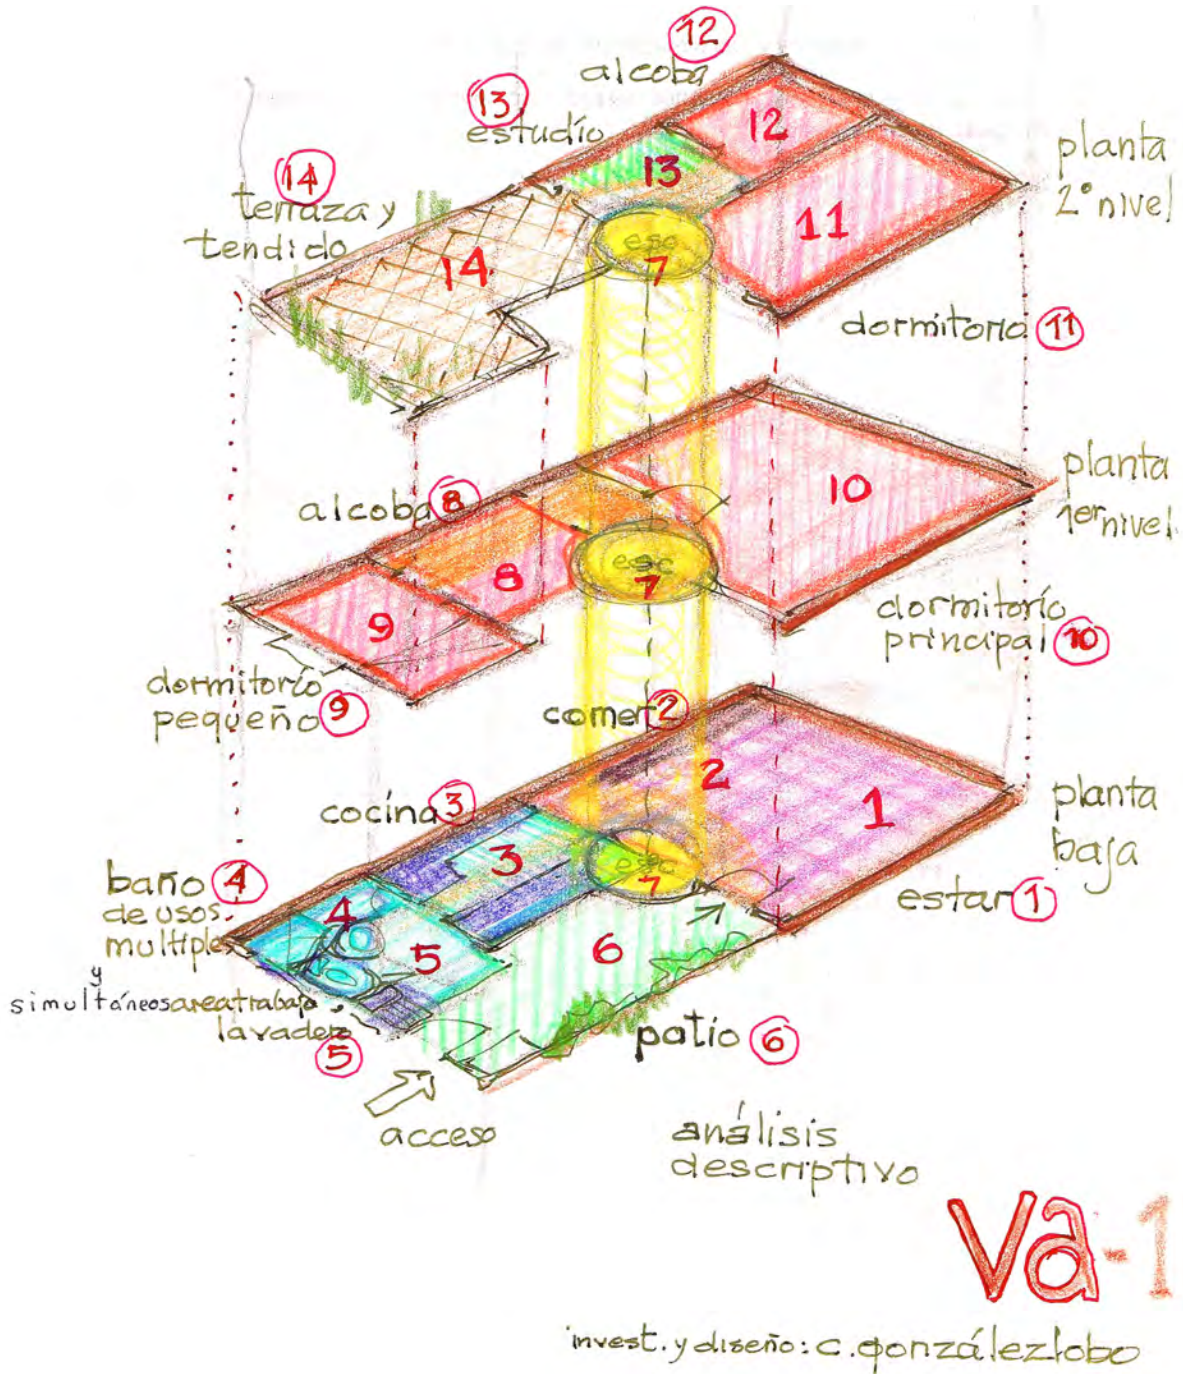 12
alcoba
13
estudio
12
planta
2º nivel
14
terraza y
tendido
13
11
14
esc
7
dormitorio 11
alcoba 8
10
planta
1er nivel
esc
7
8
9
dormitorio
principal 10
dormitorio
pequeño 9
comer 2
2
1
cocina 3
planta
baja
3
esc
7
baño 4
de usos
multiples
y
simultáneos
4
estar 1
5
6
area trabajo
lavadero
5
patio 6
acceso
análisis
descriptivo
Va-1
invest. y diseño: c. gonzálezlobo